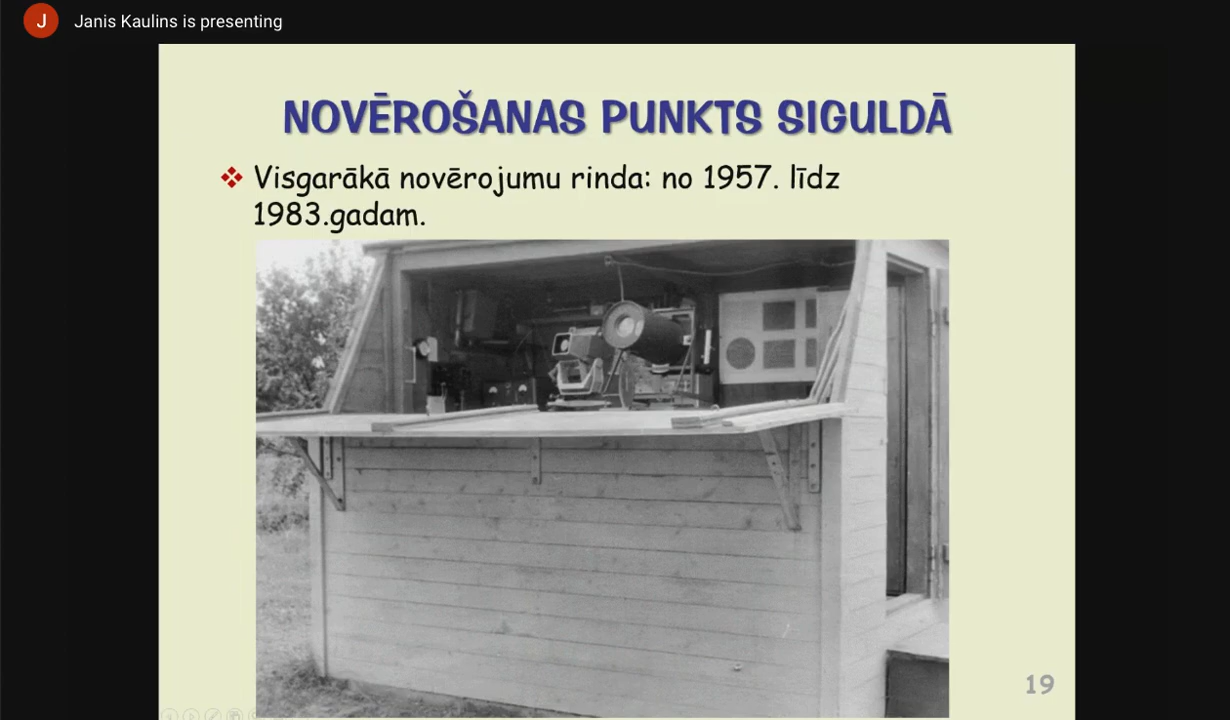 J
Janis Kaulins is presenting
NOVĒROŠANAS PUNKTS SIGULDĀ
Visgarākā novērojumu rinda: no 1957. līdz
1983.gadam.
19